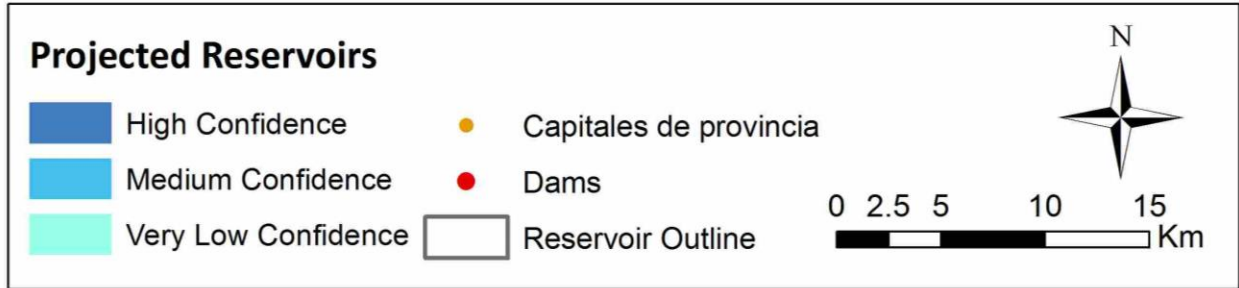 Projected Reservoirs
High Confidence
Medium Confidence
Very Low Confidence
Capitales de provincia
Dams
Reservoir Outline
N
0 2.5 5 10 15
Km